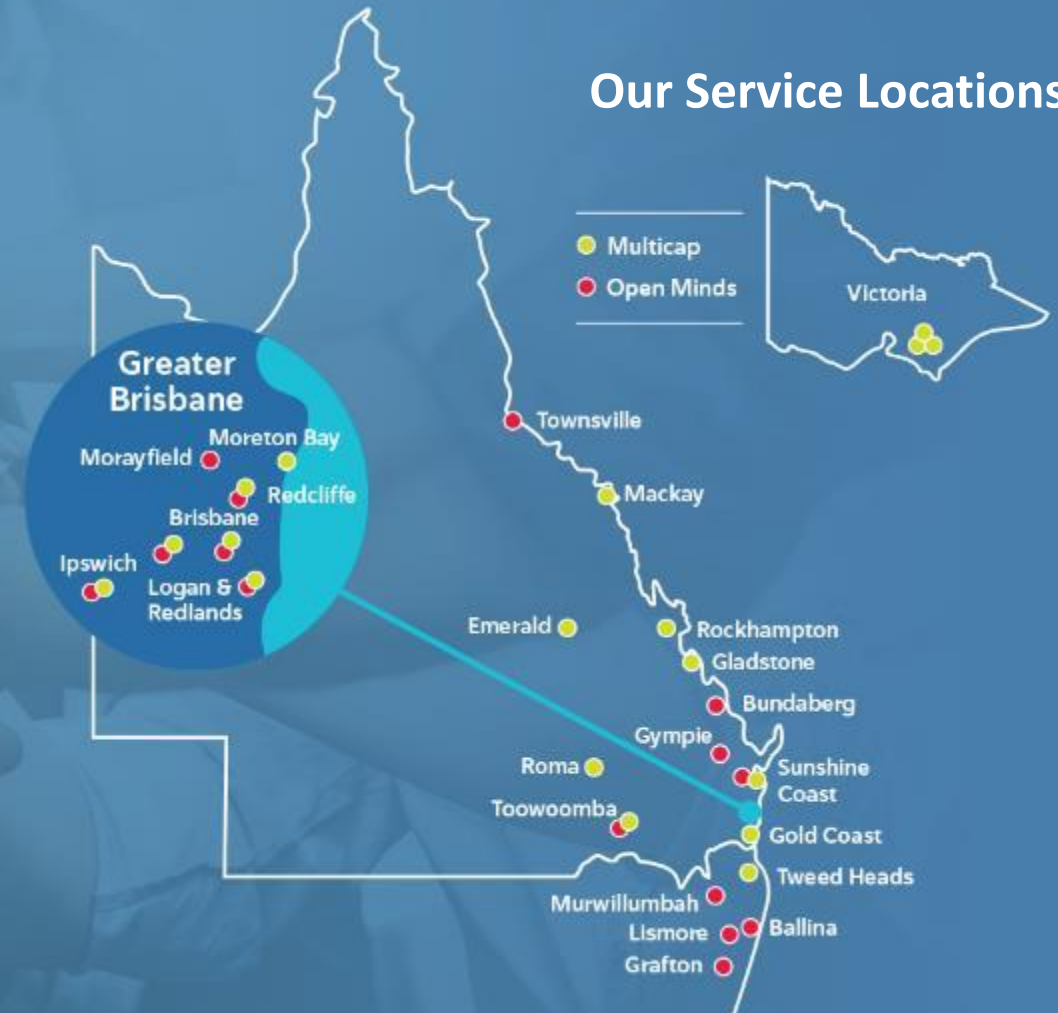 Our Service Locations
Multicap
Open Minds
Victoria
Greater
Brisbane
Moreton Bay
Morayfield
Redcliffe
Brisbane
Ipswich
Logan &
Redlands
Townsville
Mackay
Emerald
Rockhampton
Gladstone
Bundaberg
Gympie
Roma
Sunshine
Coast
Toowoomba
Gold Coast
Tweed Heads
Murwillumbah
Lismore
Ballina
Grafton